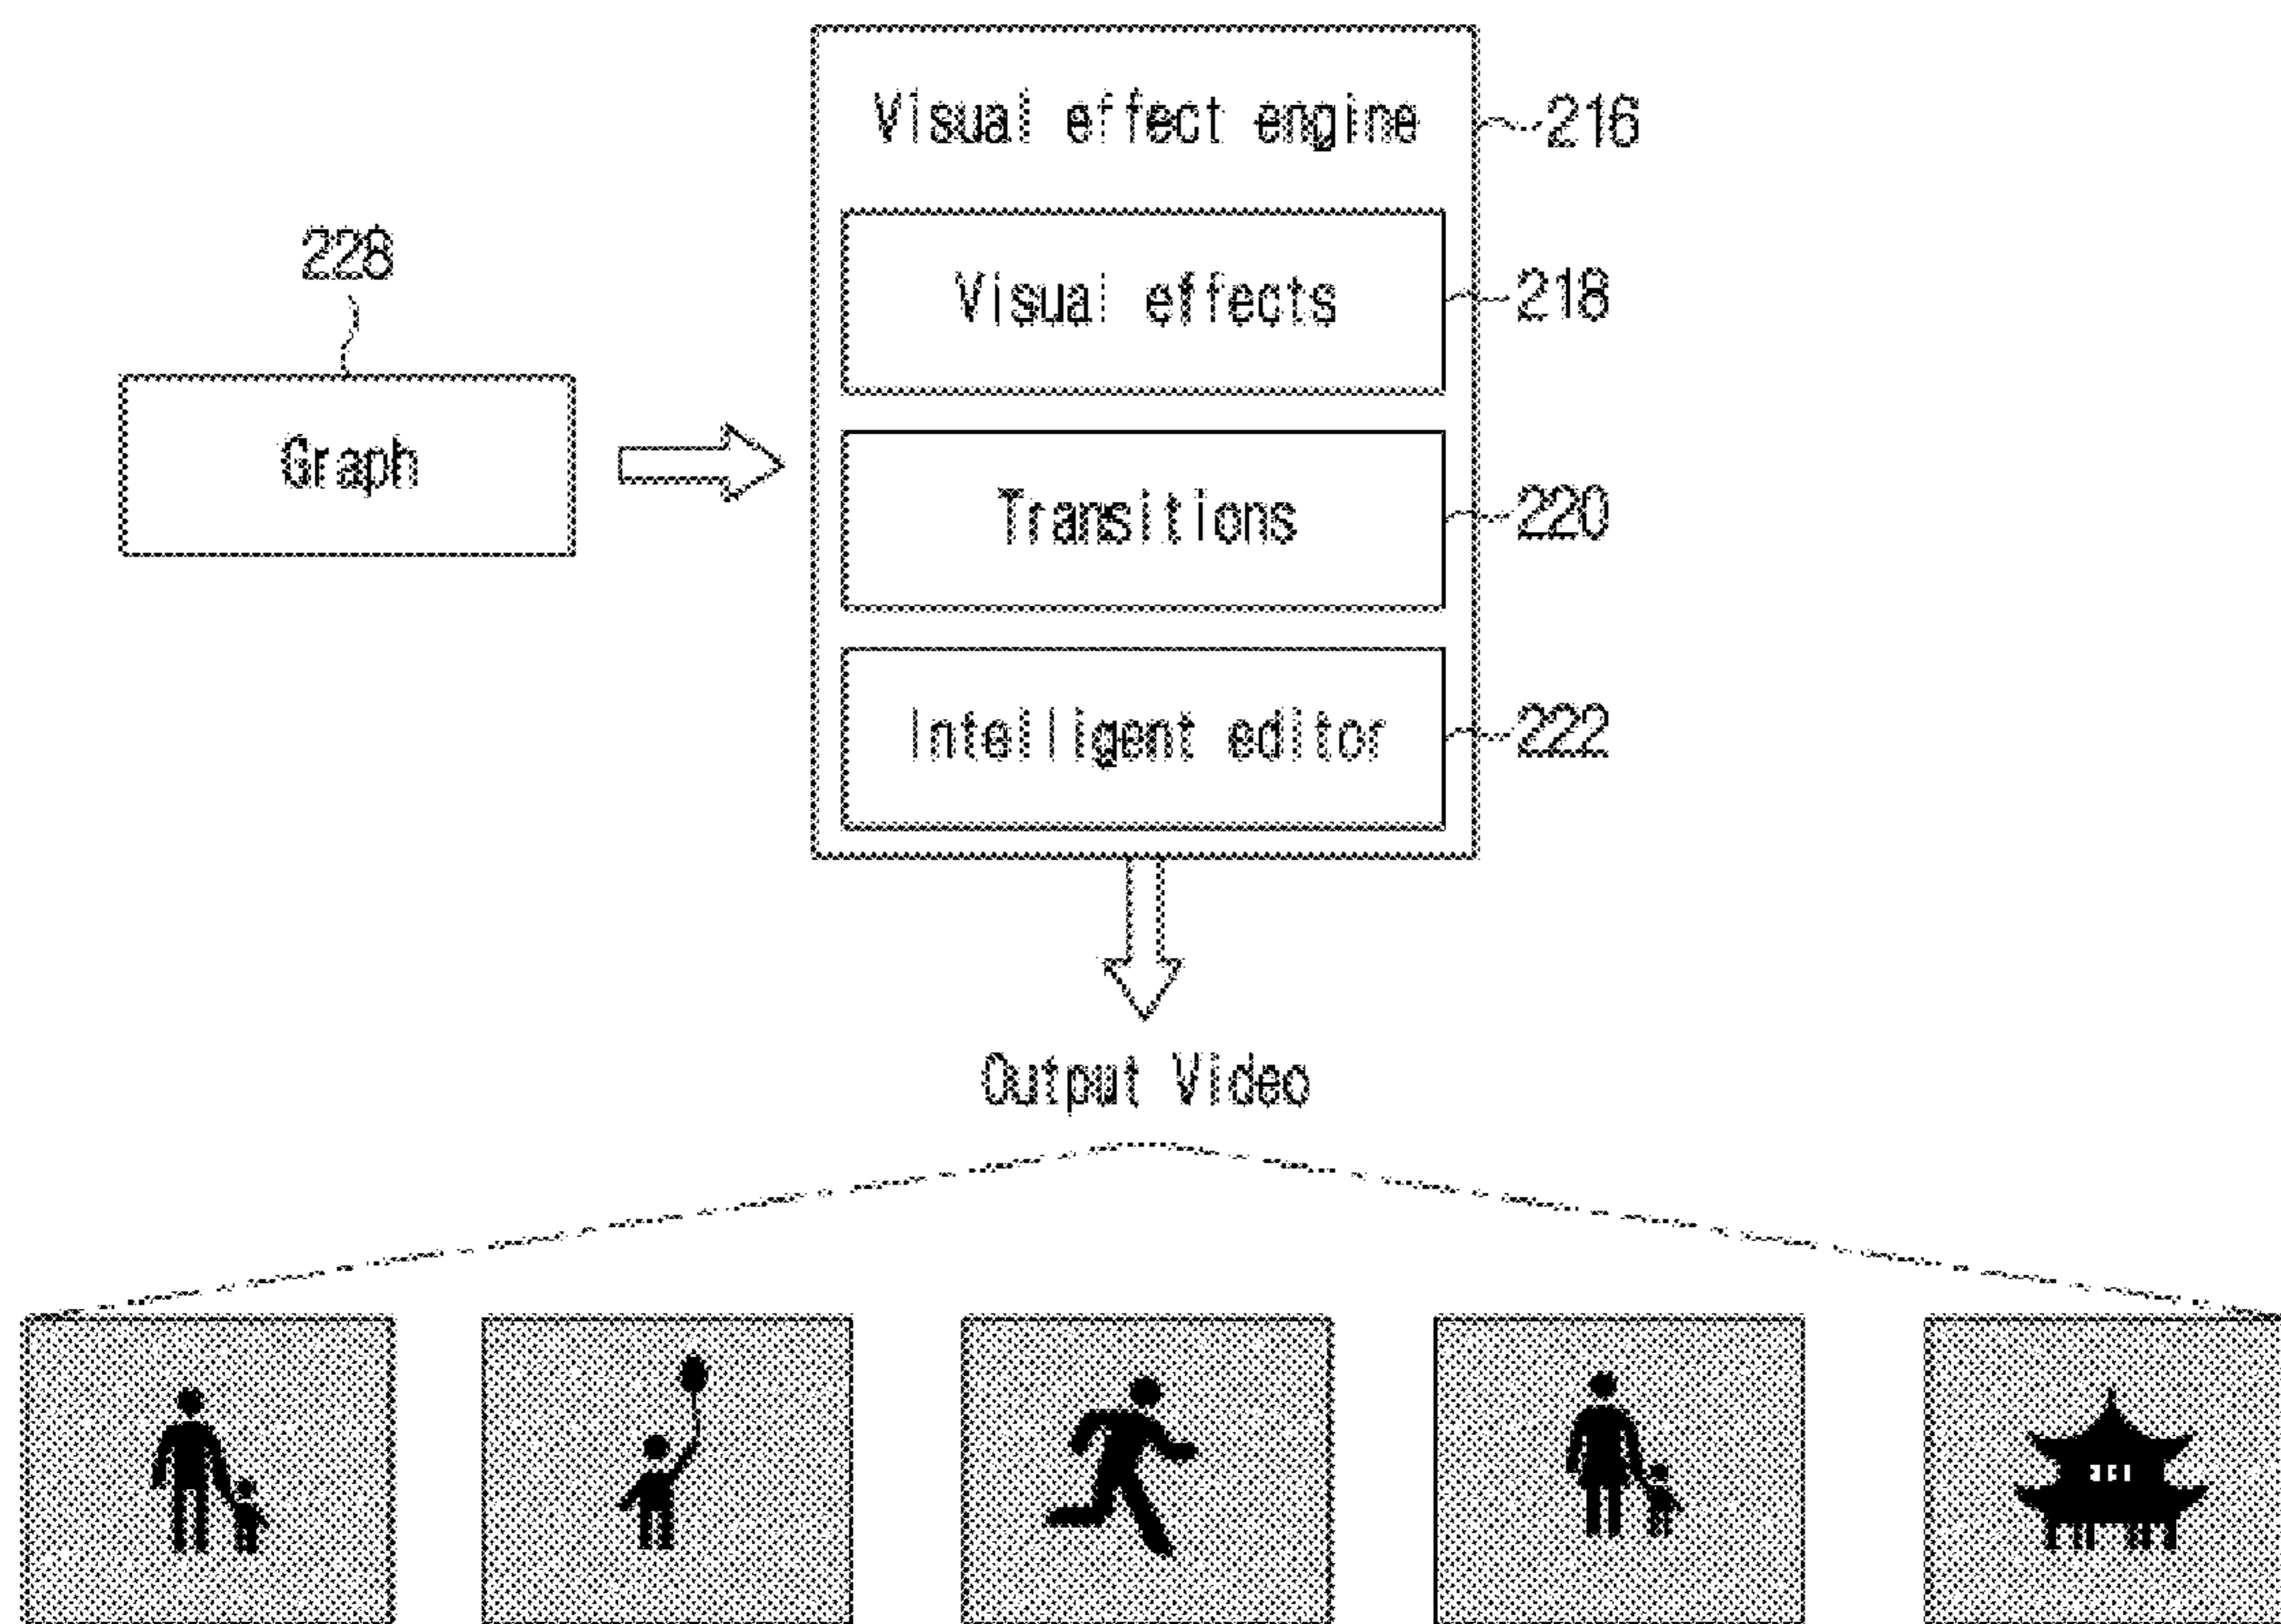 Visual effect engine 216
228
Visual effects 218
Graph
Transitions 220
Intelligent editor 222
Output Video